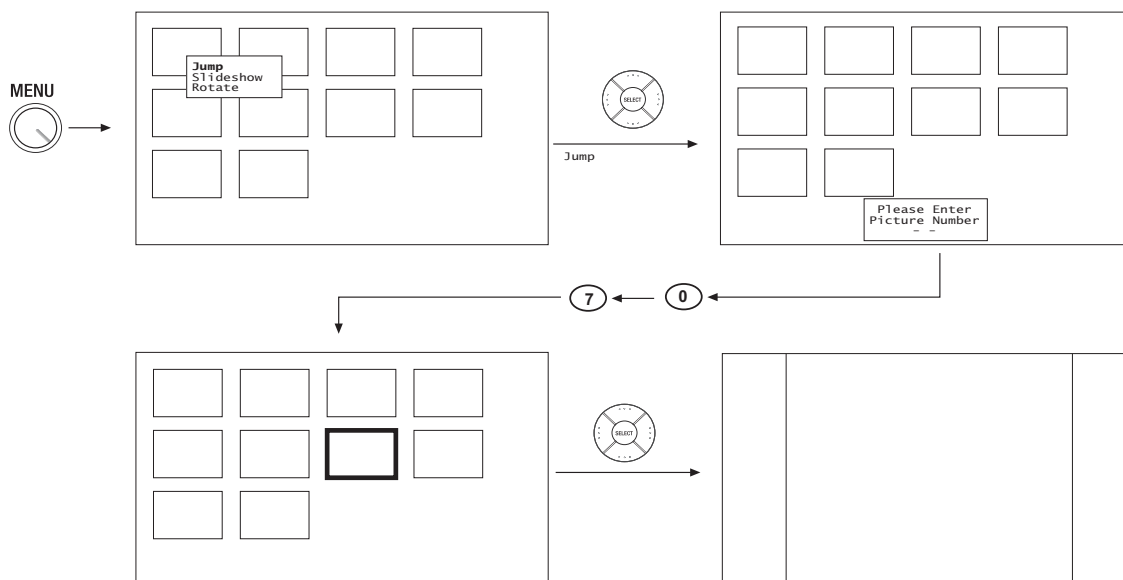 MENU
Jump
Slideshow
Rotate
SELECT
Jump
Please Enter
Picture Number
- -
7
0
SELECT